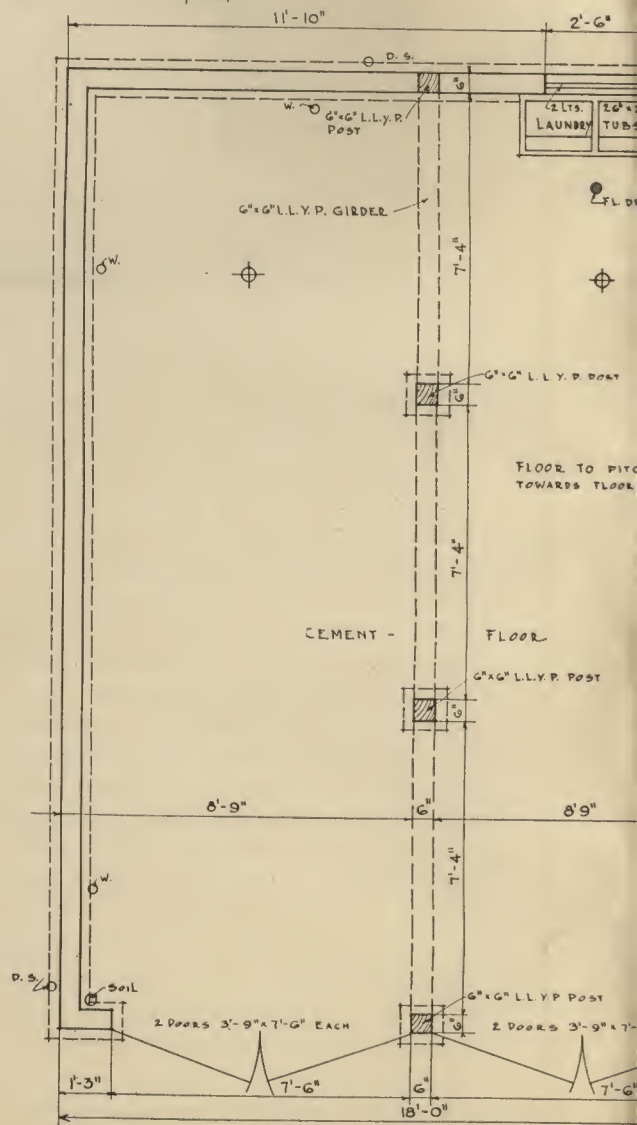 11'-10"
2'-6"
D. S.
6"
W.
6"x6" L.L.Y.P.
POST
2 LTS.
LAUNDRY
TUBS
6"x6" L.L.Y.P. GIRDER
7'-4"
W.
6"x6" L.L.Y.P. POST
6"
FLOOR TO
TOWARDS FLOOR
7'-4"
CEMENT - FLOOR
6"x6" L.L.Y.P. POST
6"
8'-9"
6"
8'9"
7'-4"
W.
D. S.
SOIL
6"x6" L.L.Y.P POST
6"
2 DOORS 3'-9" x 7'-6" EACH
2 DOORS 3'-9" x 7'-
1'-3"
7'-6"
6"
7'-6"
18'-0"